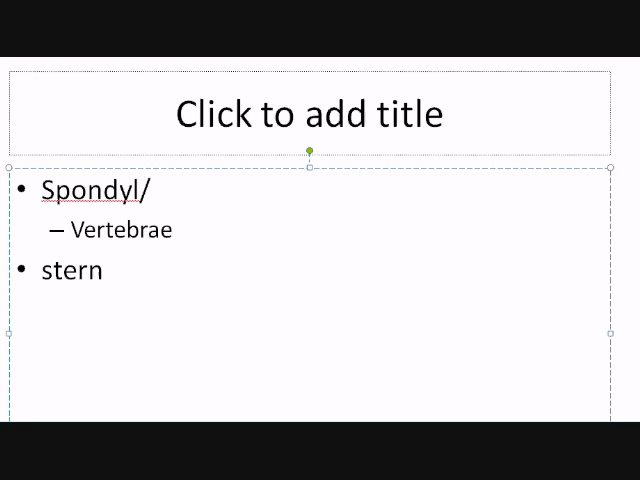 Click to add title
• Spondyl/
– Vertebrae
• stern